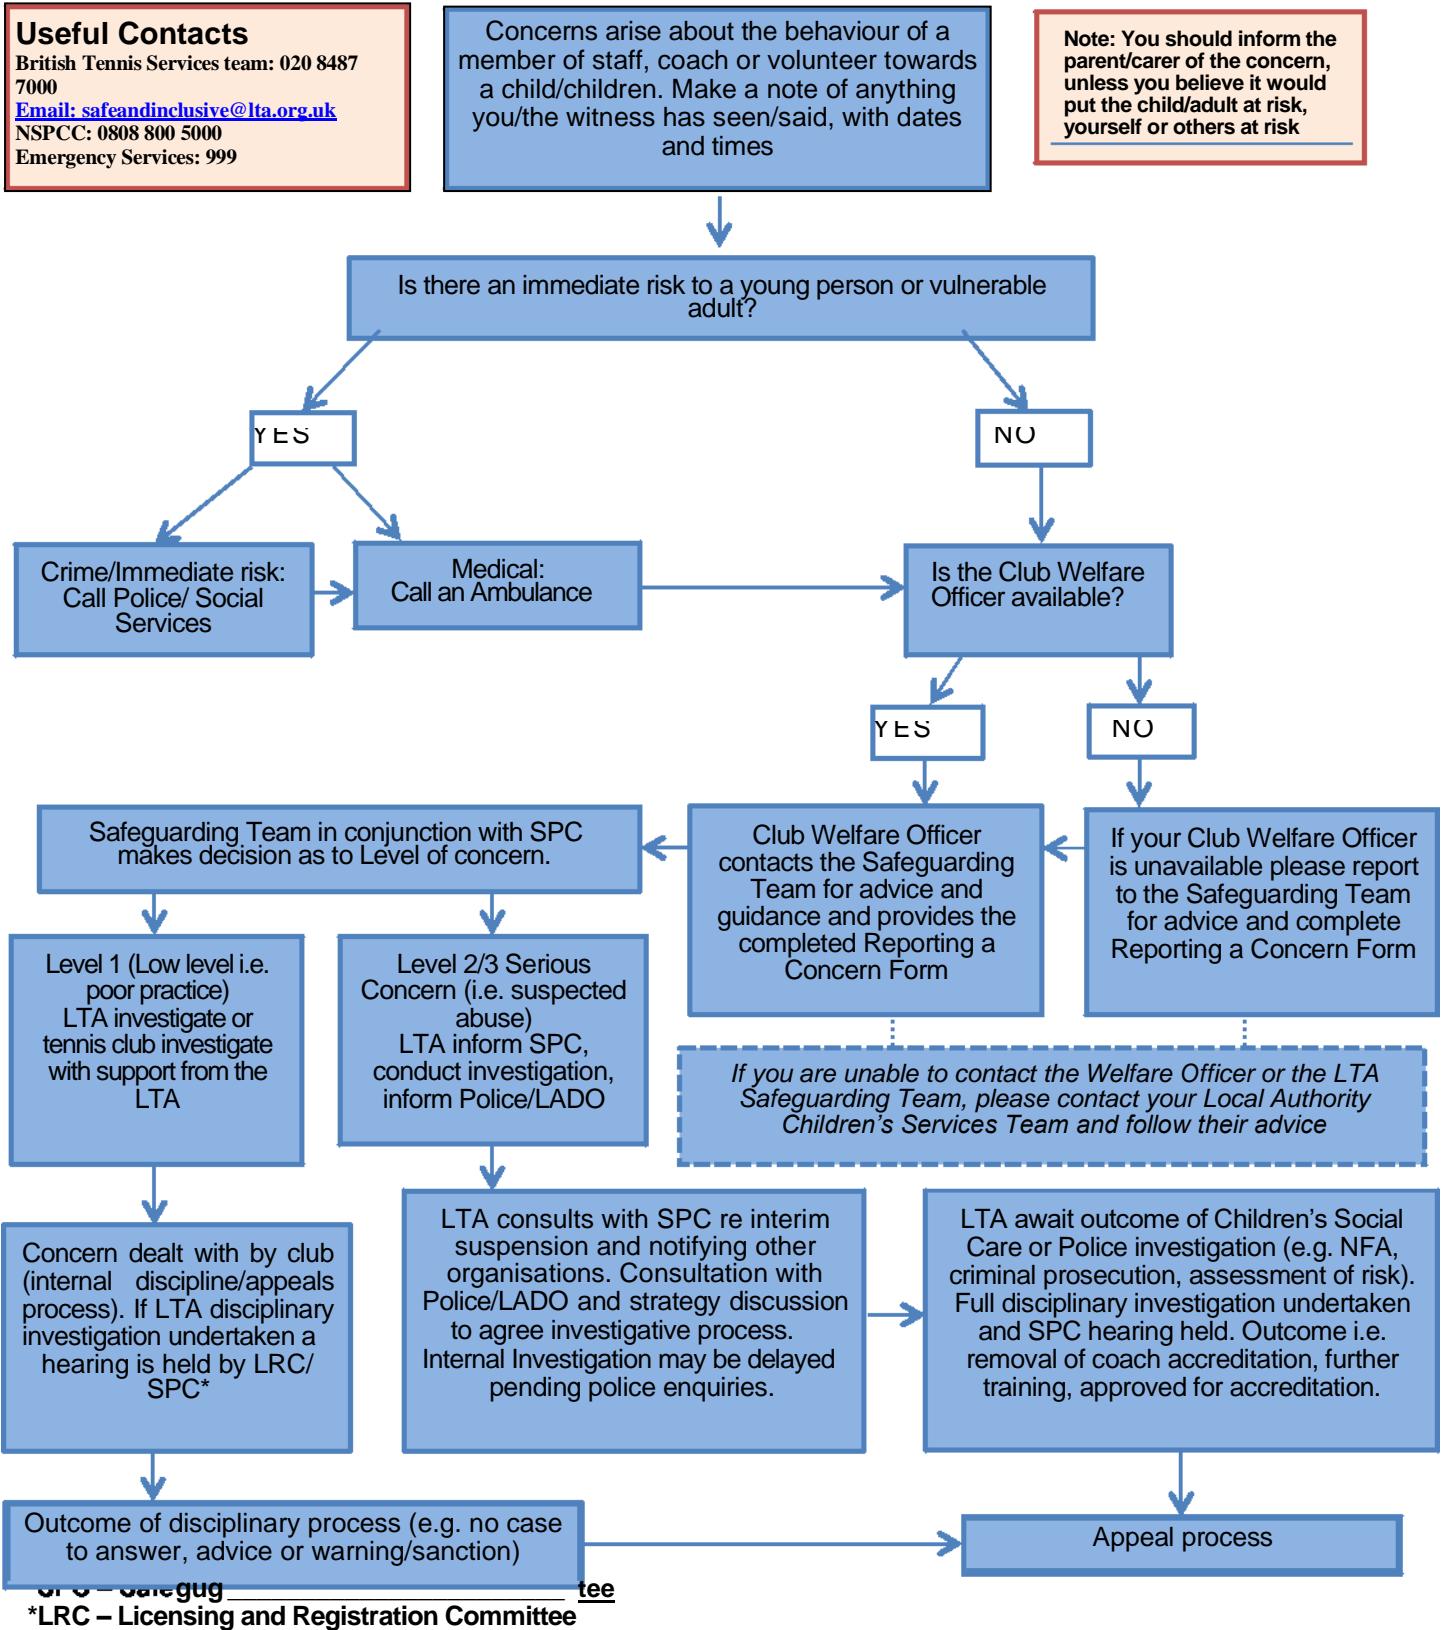 Useful Contacts
British Tennis Services team: 020 8487
7000
Email: safeandinclusive@lta.org.uk
NSPCC: 0808 800 5000
Emergency Services: 999
Concerns arise about the behaviour of a
member of staff, coach or volunteer towards
a child/children. Make a note of anything
you/the witness has seen/said, with dates
and times
Note: You should inform the
parent/carer of the concern,
unless you believe it would
put the child/adult at risk,
yourself or others at risk
Is there an immediate risk to a young person or vulnerable
adult?
YES
NO
Crime/Immediate risk:
Call Police/ Social
Services
Medical:
Call an Ambulance
Is the Club Welfare
Officer available?
YES
NO
Safeguarding Team in conjunction with SPC
makes decision as to Level of concern.
Club Welfare Officer
contacts the Safeguarding
Team for advice and
guidance and provides the
completed Reporting a
Concern Form
If your Club Welfare Officer
is unavailable please report
to the Safeguarding Team
for advice and complete
Reporting a Concern Form
Level 1 (Low level i.e.
poor practice)
LTA investigate or
tennis club investigate
with support from the
LTA
Level 2/3 Serious
Concern (i.e. suspected
abuse)
LTA inform SPC,
conduct investigation,
inform Police/LADO
If you are unable to contact the Welfare Officer or the LTA
Safeguarding Team, please contact your Local Authority
Children's Services Team and follow their advice
Concern dealt with by club
(internal discipline/appeals
process). If LTA disciplinary
investigation undertaken a
hearing is held by LRC/
SPC*
LTA consults with SPC re interim
suspension and notifying other
organisations. Consultation with
Police/LADO and strategy discussion
to agree investigative process.
Internal Investigation may be delayed
pending police enquiries.
LTA await outcome of Children's Social
Care or Police investigation (e.g. NFA,
criminal prosecution, assessment of risk).
Full disciplinary investigation undertaken
and SPC hearing held. Outcome i.e.
removal of coach accreditation, further
training, approved for accreditation.
Outcome of disciplinary process (e.g. no case
to answer, advice or warning/sanction)
Appeal process
tee
*LRC – Licensing and Registration Committee